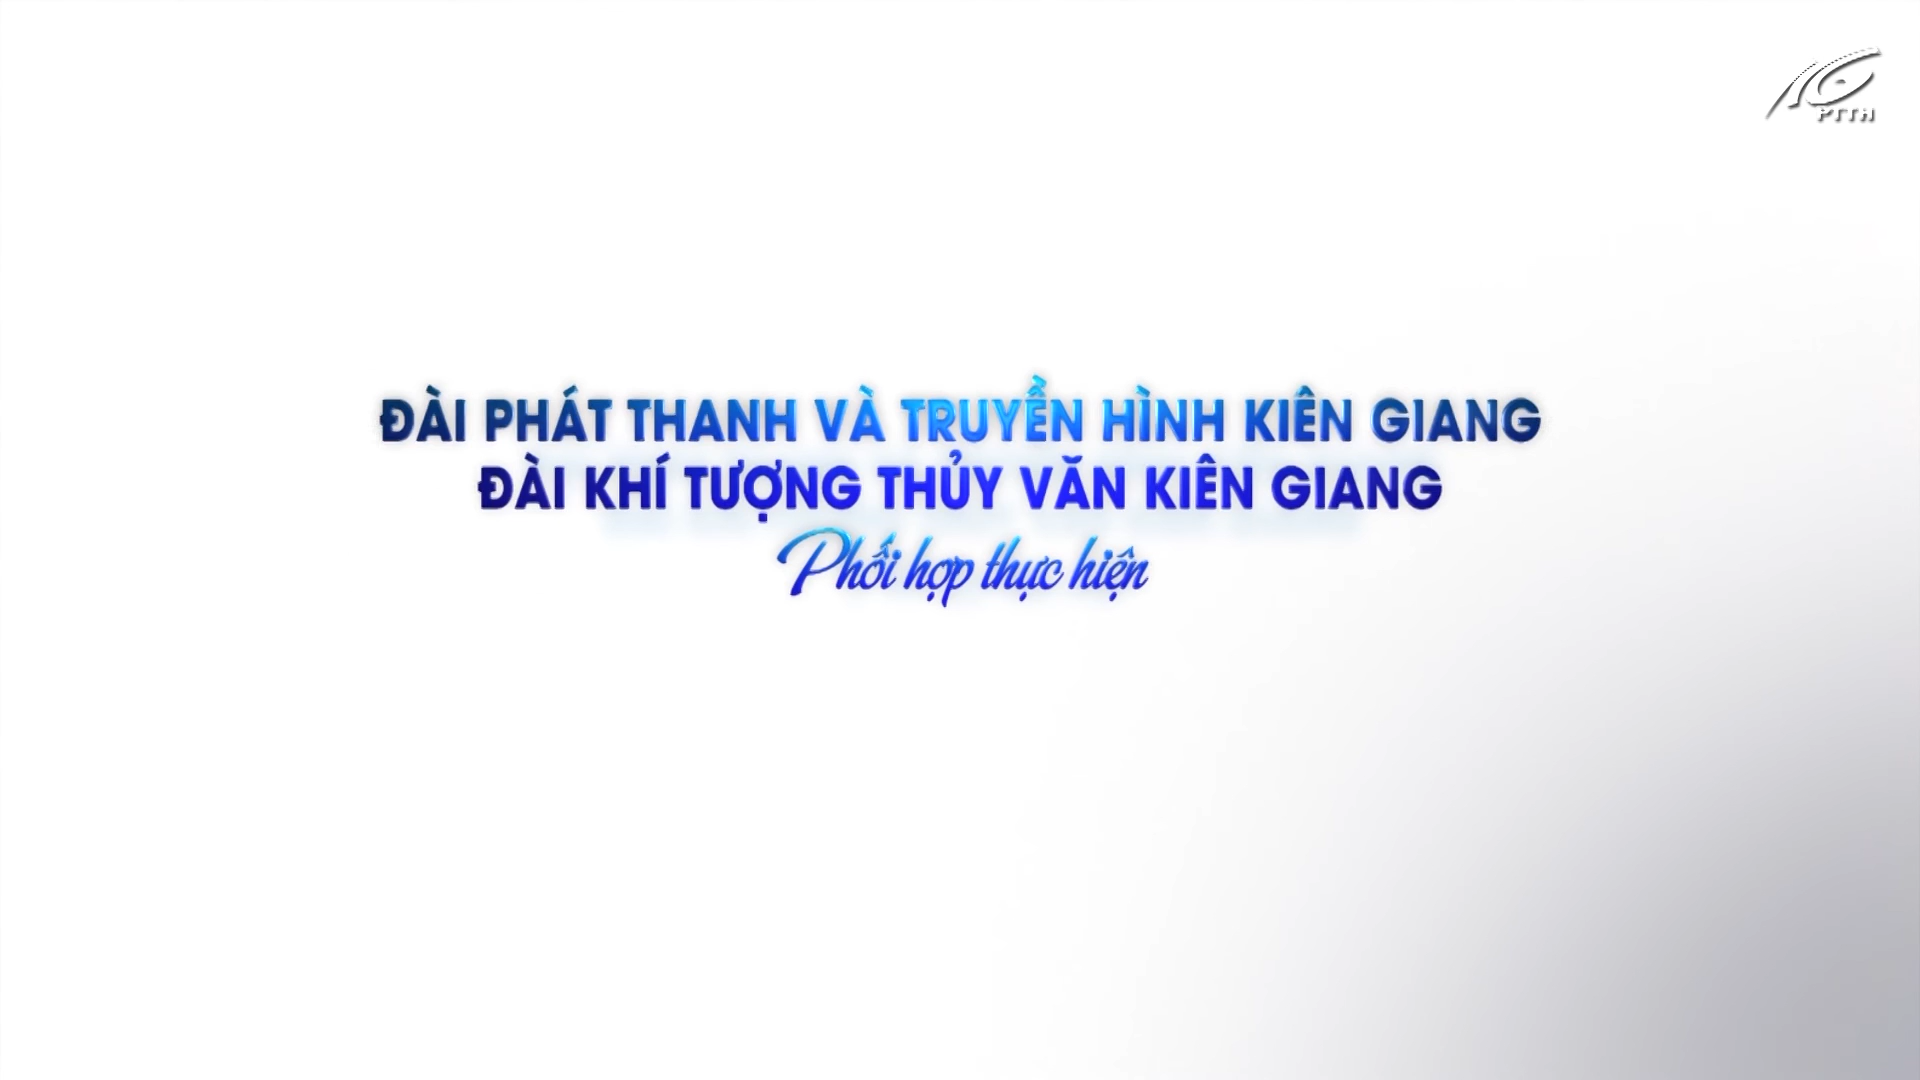 PTTH
ĐÀI PHÁT THANH VÀ TRUYỀN HÌNH KIÊN GIANG
ĐÀI KHÍ TƯỢNG THỦY VĂN KIÊN GIANG
Phối hợp thực hiện